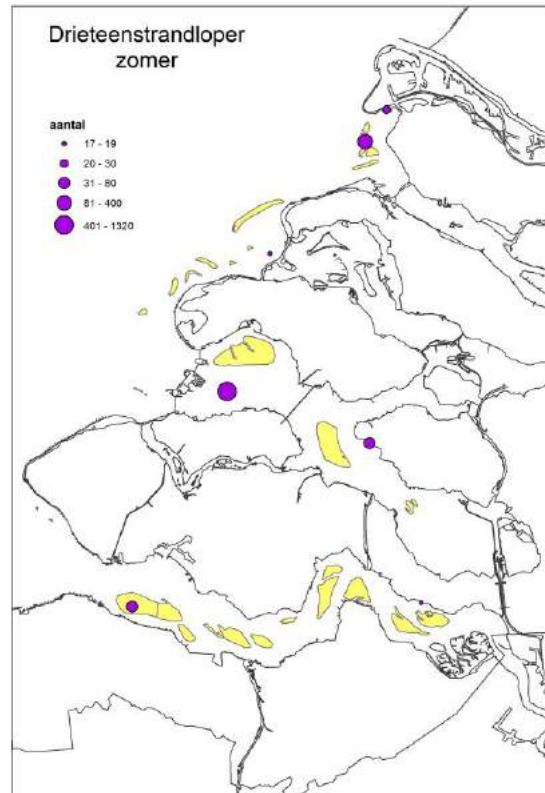 Drieteenstrandloper
zomer
aantal
17 - 19
20 - 30
31 - 80
81 - 400
401 - 1320